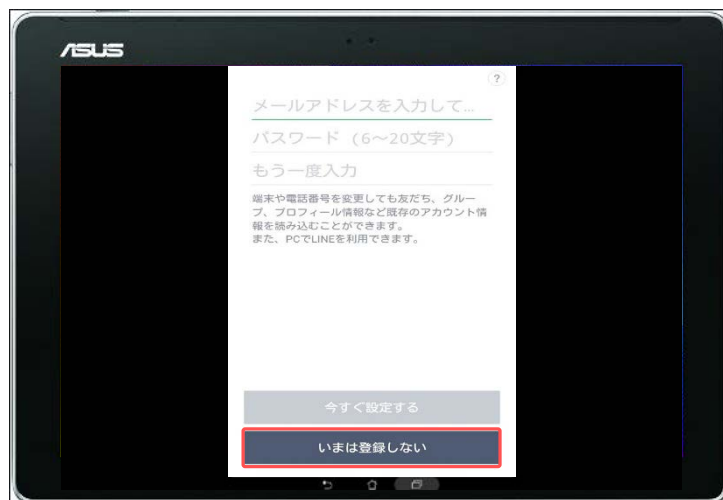 ASUS
?
メールアドレスを入力して...
パスワード (6～20文字)
もう一度入力
端末や電話番号を変更しても友だち、グルー
プ、プロフィール情報など既存のアカウント情
報を読み込むことができます。
また、PCでLINEを利用できます。
今すぐ設定する
いまは登録しない